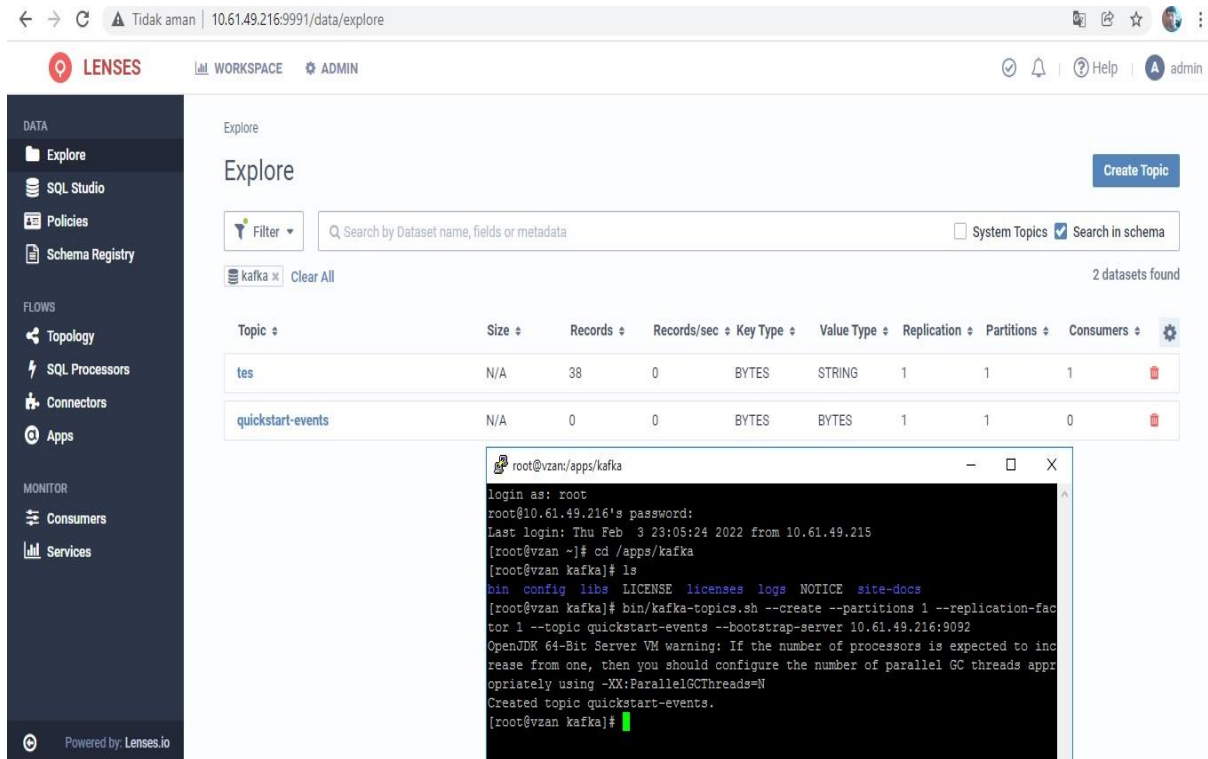 Tidak aman 10.61.49.216:9991/data/explore
LENSES WORKSPACE ADMIN Help A admin
DATA
Explore
SQL Studio
Policies
Schema Registry
FLOWS
Topology
SQL Processors
Connectors
Apps
MONITOR
Consumers
Services
Powered by: Lenses.io
Explore
Explore
Create Topic
Filter Search by Dataset name, fields or metadata System Topics Search in schema
kafka × Clear All 2 datasets found
Topic Size Records Records/sec Key Type Value Type Replication Partitions Consumers
tes N/A 38 0 BYTES STRING 1 1 1
quickstart-events N/A 0 0 BYTES BYTES 1 1 0
root@vzan:/apps/kafka
login as: root
root@10.61.49.216's password:
Last login: Thu Feb  3 23:05:24 2022 from 10.61.49.215
[root@vzan ~]# cd /apps/kafka
[root@vzan kafka]# ls
bin  config  libs  LICENSE  licenses  logs  NOTICE  site-docs
[root@vzan kafka]# bin/kafka-topics.sh --create --partitions 1 --replication-fac
tor 1 --topic quickstart-events --bootstrap-server 10.61.49.216:9092
OpenJDK 64-Bit Server VM warning: If the number of processors is expected to inc
rease from one, then you should configure the number of parallel GC threads appr
opriately using -XX:ParallelGCThreads=N
Created topic quickstart-events.
[root@vzan kafka]#